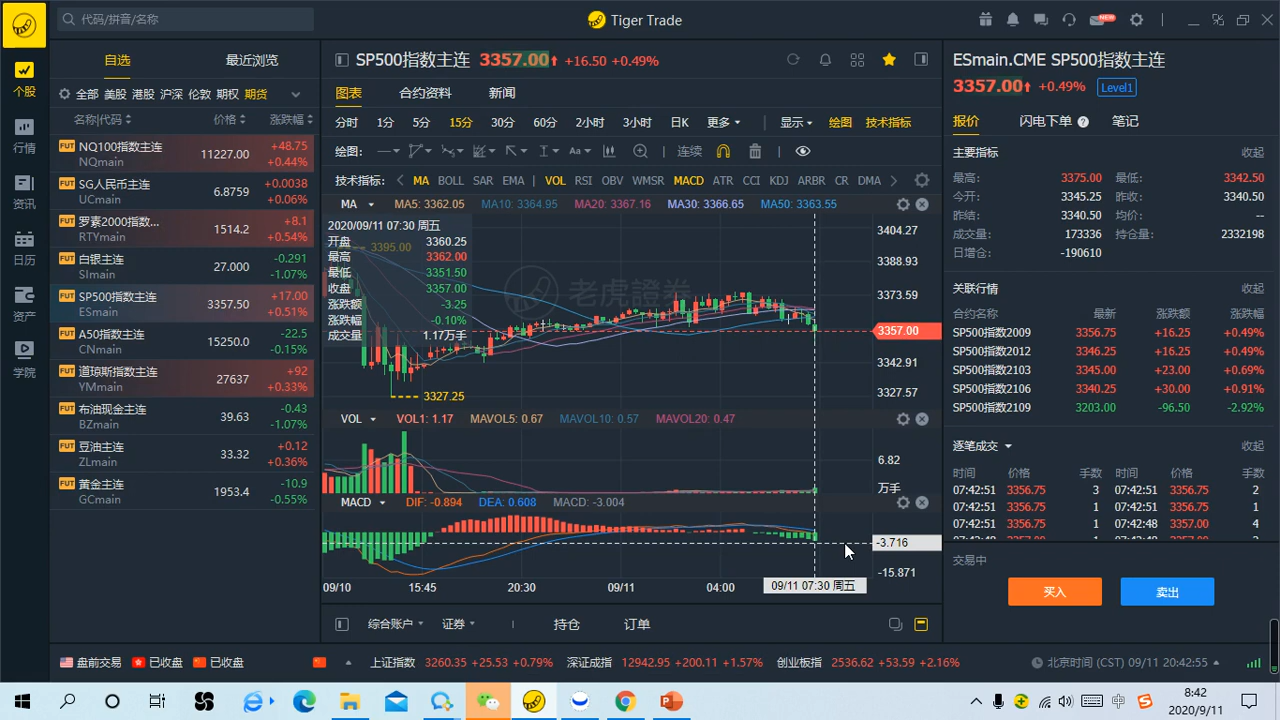 代码/拼音/名称
Tiger Trade
NEW
个股
行情
资讯
日历
资产
学院
自选
最近浏览
全部 美股 港股 沪深 伦敦 期权 期货
名称|代码 价格 涨跌幅
FUT NQ100指数主连 11227.00 +48.75
NQmain +0.44%
FUT SG人民币主连 6.8759 +0.0038
UCmain +0.06%
FUT 罗素2000指数... 1514.2 +8.1
RTYmain +0.54%
FUT 白银主连 27.000 -0.291
SImain -1.07%
FUT SP500指数主连 3357.50 +17.00
ESmain +0.51%
FUT A50指数主连 15250.0 -22.5
CNmain -0.15%
FUT 道琼斯指数主连 27637 +92
YMmain +0.33%
FUT 布油现金主连 39.63 -0.43
BZmain -1.07%
FUT 豆油主连 33.32 +0.12
ZLmain +0.36%
FUT 黄金主连 1953.4 -10.9
GCmain -0.55%
SP500指数主连 3357.00 +16.50 +0.49%
图表 合约资料 新闻
分时 1分 5分 15分 30分 60分 2小时 3小时 日K 更多 显示 绘图 技术指标
绘图: Aa 连续
技术指标: MA BOLL SAR EMA VOL RSI OBV WMSR MACD ATR CCI KDJ ARBR CR DMA
MA MA5: 3362.05 MA10: 3364.95 MA20: 3367.16 MA30: 3366.65 MA50: 3363.55
2020/09/11 07:30 周五
开盘 3360.25
最高 3362.00
最低 3351.50
收盘 3357.00
涨跌额 -3.25
涨跌幅 -0.10%
成交量 1.17万手
3395.00
老虎證券
3327.25
3404.27
3388.93
3373.59
3357.00
3342.91
3327.57
VOL VOL1: 1.17 MAVOL5: 0.67 MAVOL10: 0.57 MAVOL20: 0.47
6.82
万手
MACD DIF: -0.894 DEA: 0.608 MACD: -3.004
-3.716
-15.871
09/10 15:45 20:30 09/11 04:00 09/11 07:30 周五
综合账户 证券 持仓 订单
ESmain.CME SP500指数主连
3357.00 +0.49% Level1
报价 闪电下单 ? 笔记
主要指标 收起
最高: 3375.00 最低: 3342.50
今开: 3345.25 昨收: 3340.50
昨结: 3340.50 均价: --
成交量: 173336 持仓量: 2332198
日增仓: -190610
关联行情 收起
合约名称 最新 涨跌额 涨跌幅
SP500指数2009 3356.75 +16.25 +0.49%
SP500指数2012 3346.25 +16.25 +0.49%
SP500指数2103 3345.00 +23.00 +0.69%
SP500指数2106 3340.25 +30.00 +0.91%
SP500指数2109 3203.00 -96.50 -2.92%
逐笔成交 收起
时间 价格 手数 时间 价格 手数
07:42:51 3356.75 3 07:42:51 3356.75 2
07:42:51 3356.75 1 07:42:51 3356.75 1
07:42:51 3356.75 1 07:42:48 3357.00 4
交易中
买入 卖出
盘前交易 已收盘 已收盘 上证指数 3260.35 +25.53 +0.79% 深证成指 12942.95 +200.11 +1.57% 创业板指 2536.62 +53.59 +2.16% 北京时间 (CST) 09/11 20:42:55
中 8:42
2020/9/11